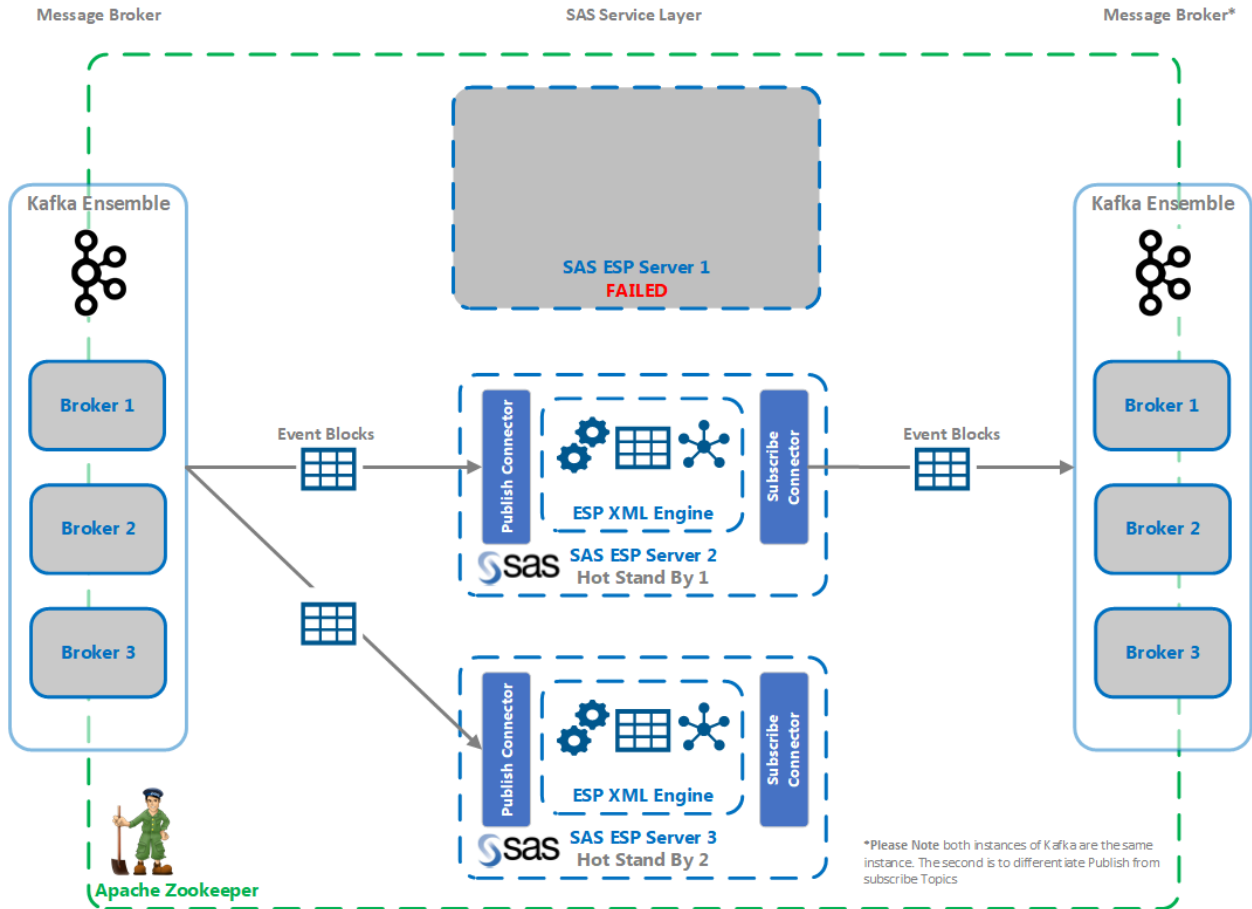 Message Broker
SAS Service Layer
Message Broker*
Kafka Ensemble
Broker 1
Broker 2
Broker 3
Apache Zookeeper
SAS ESP Server 1
FAILED
Event Blocks
Publish Connector
ESP XML Engine
Subscribe
Connector
sas
SAS ESP Server 2
Hot Stand By 1
Event Blocks
Publish Connector
ESP XML Engine
Subscribe
Connector
sas
SAS ESP Server 3
Hot Stand By 2
Kafka Ensemble
Broker 1
Broker 2
Broker 3
*Please Note both instances of Kafka are the same
instance. The second is to differentiate Publish from
subscribe Topics